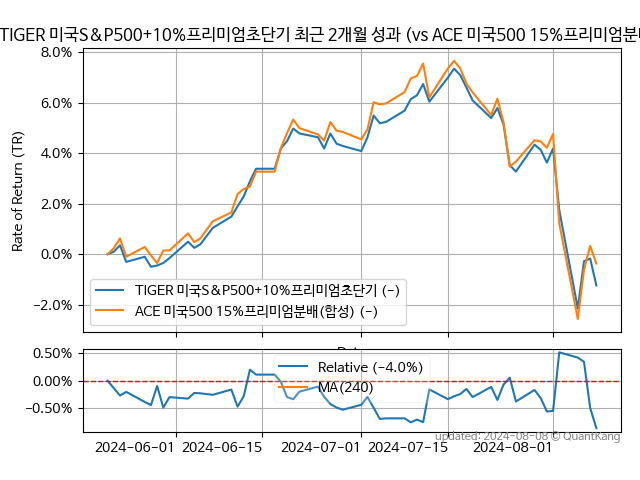 TIGER 미국S&P500+10%프리미엄초단기 최근 2개월 성과 (vs ACE 미국500 15%프리미엄분배
8.0%
6.0%
4.0%
2.0%
0.0%
−2.0%
Rate of Return (TR)
TIGER 미국S&P500+10%프리미엄초단기 (-)
ACE 미국500 15%프리미엄분배(합성) (-)
0.50%
0.00%
−0.50%
Relative (-4.0%)
MA(240)
updated: 2024-08-08 © QuantKang
2024-06-01 2024-06-15 2024-07-01 2024-07-15 2024-08-01